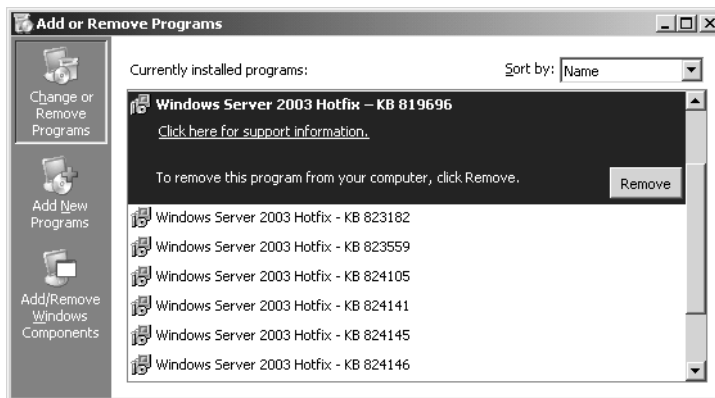 Add or Remove Programs
Currently installed programs:
Sort by: Name
Change or
Remove
Programs
Windows Server 2003 Hotfix – KB 819696
Click here for support information.
To remove this program from your computer, click Remove.
Remove
Add New
Programs
Windows Server 2003 Hotfix - KB 823182
Windows Server 2003 Hotfix - KB 823559
Windows Server 2003 Hotfix - KB 824105
Add/Remove
Windows
Components
Windows Server 2003 Hotfix - KB 824141
Windows Server 2003 Hotfix - KB 824145
Windows Server 2003 Hotfix - KB 824146